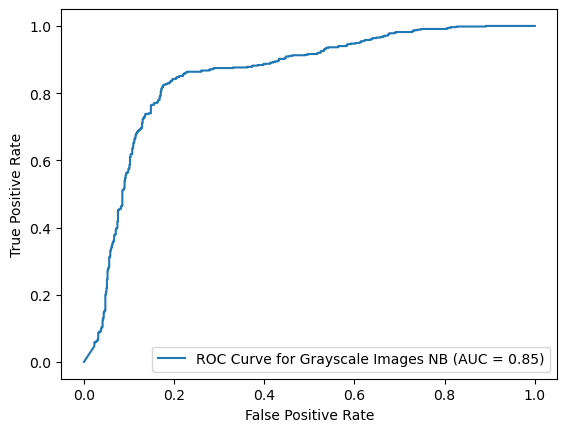 1.0
0.8
0.6
0.4
0.2
0.0
True Positive Rate
ROC Curve for Grayscale Images NB (AUC = 0.85)
0.0 0.2 0.4 0.6 0.8 1.0
False Positive Rate